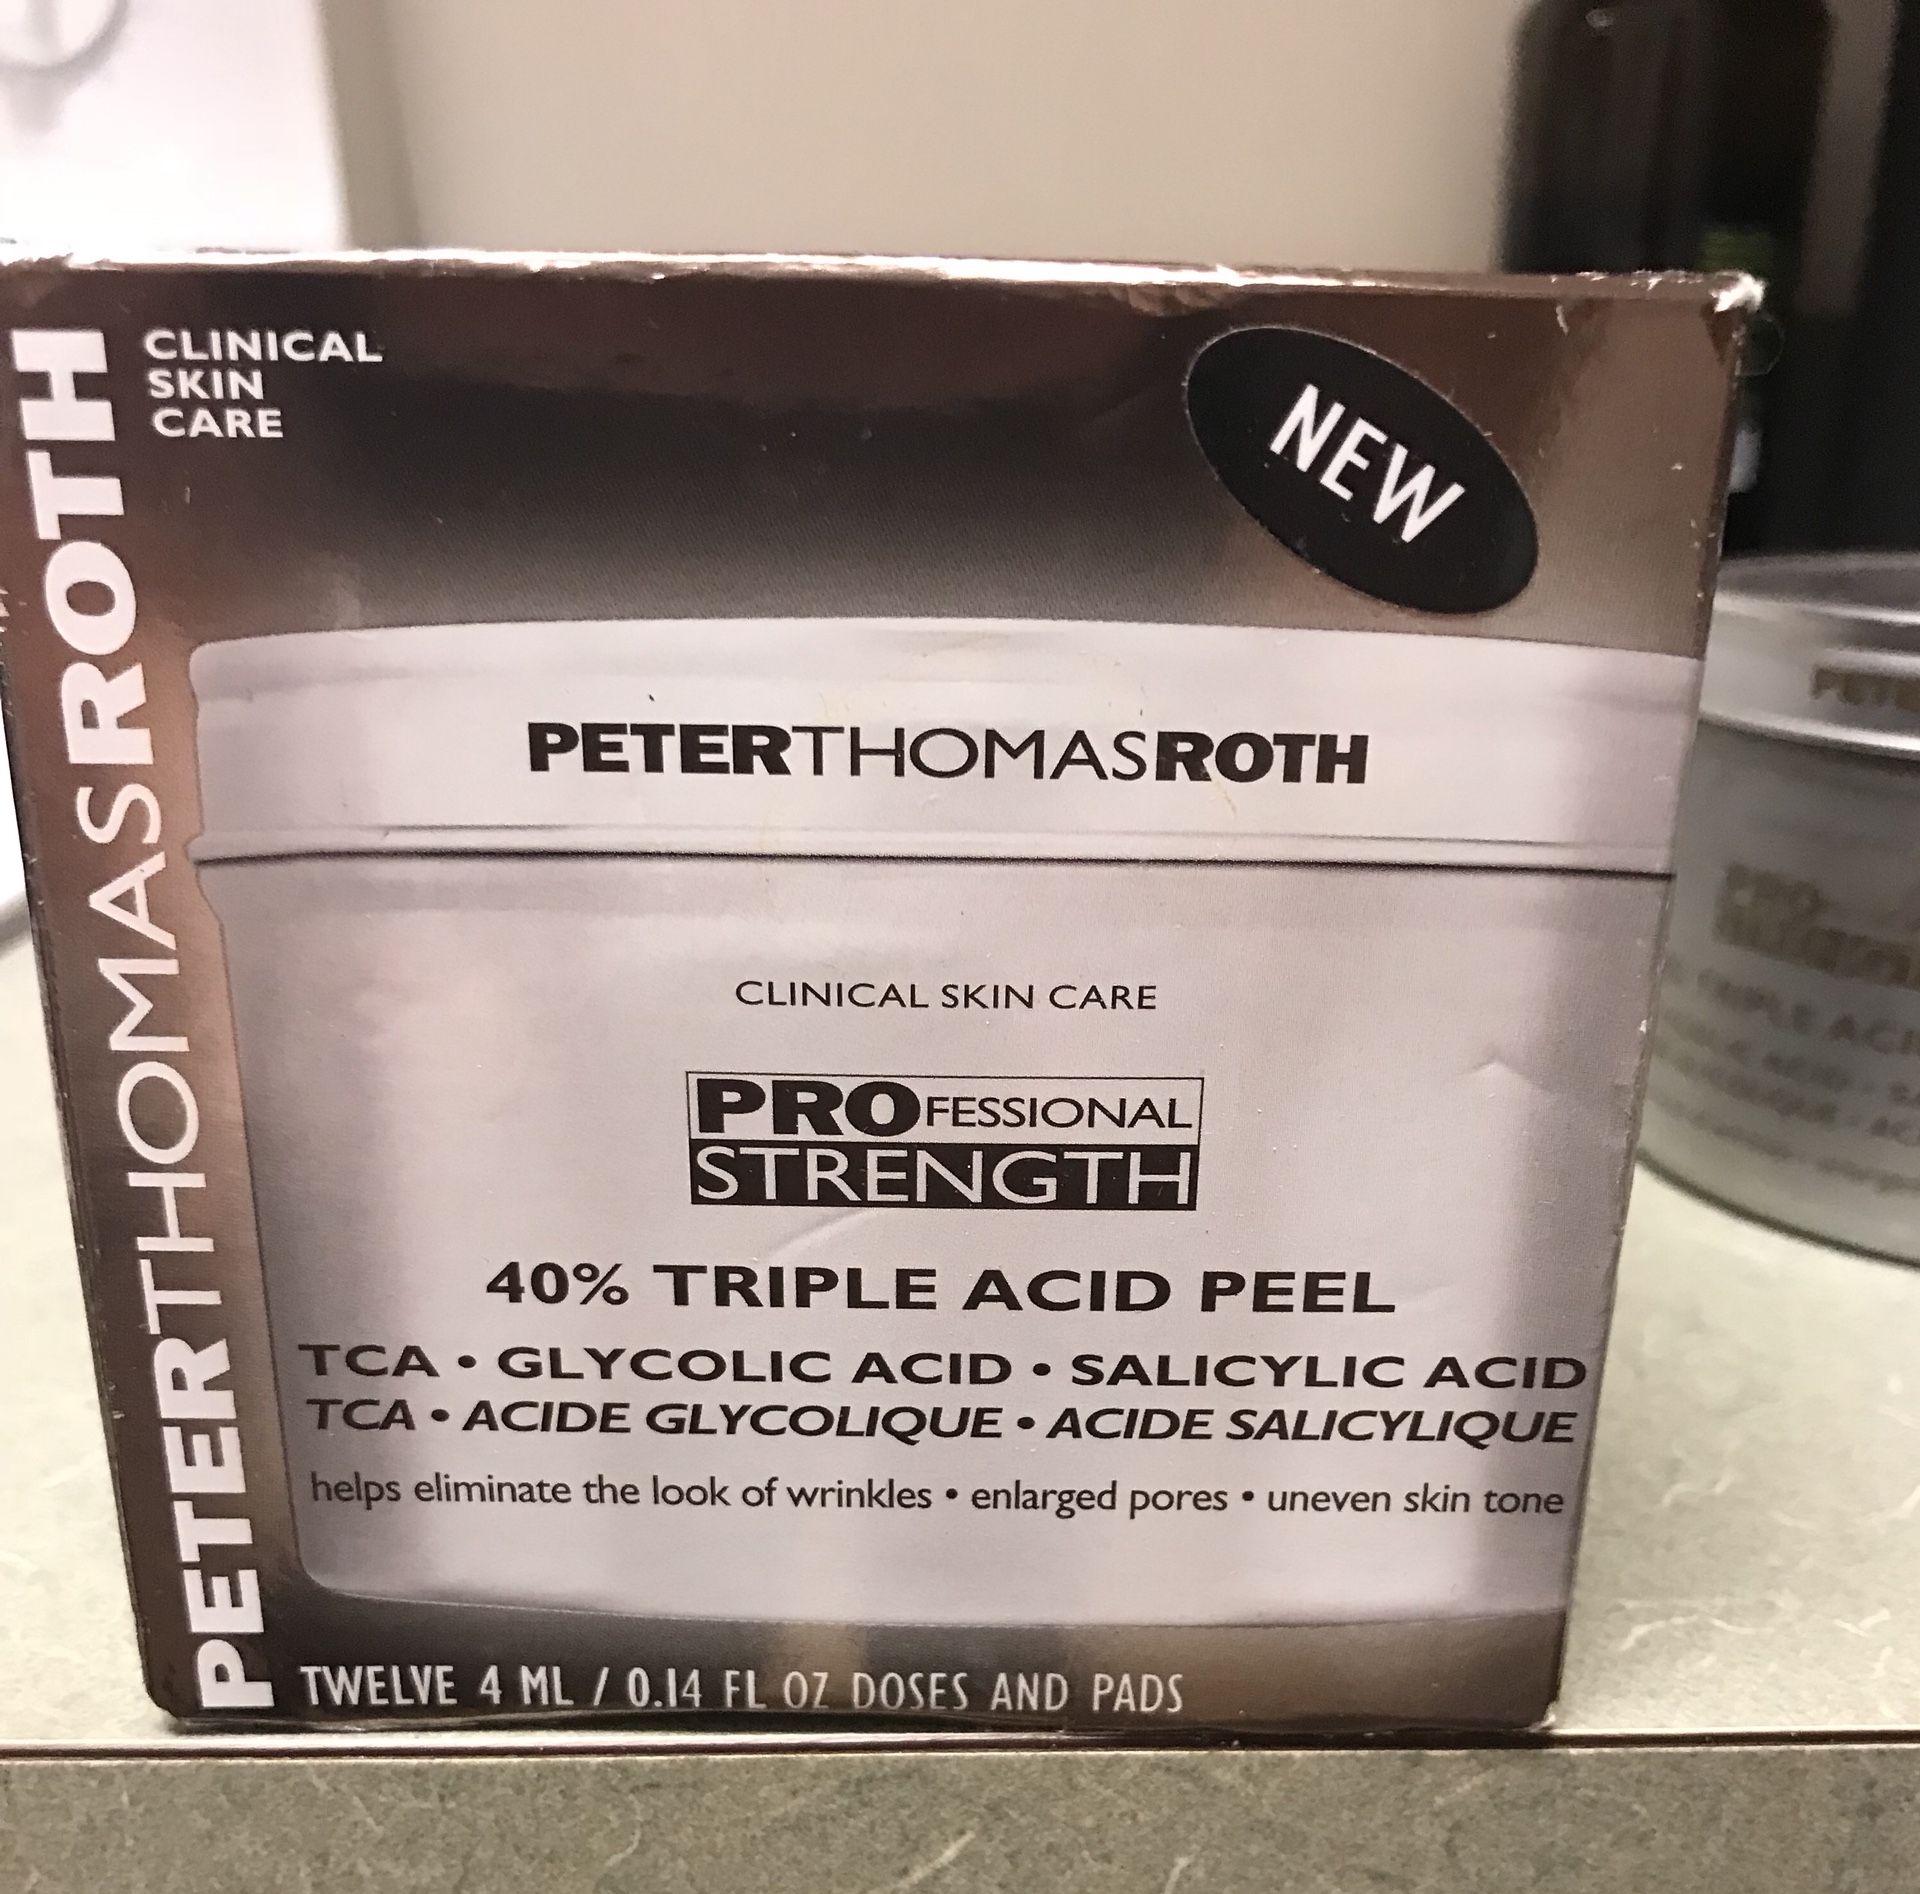 PETERTHOMASROTH
CLINICAL
SKIN
CARE
NEW
PETERTHOMASROTH
CLINICAL SKIN CARE
PROFESSIONAL
STRENGTH
40% TRIPLE ACID PEEL
TCA • GLYCOLIC ACID • SALICYLIC ACID
TCA • ACIDE GLYCOLIQUE • ACIDE SALICYLIQUE
helps eliminate the look of wrinkles • enlarged pores • uneven skin tone
TWELVE 4 ML / 0.14 FL OZ DOSES AND PADS